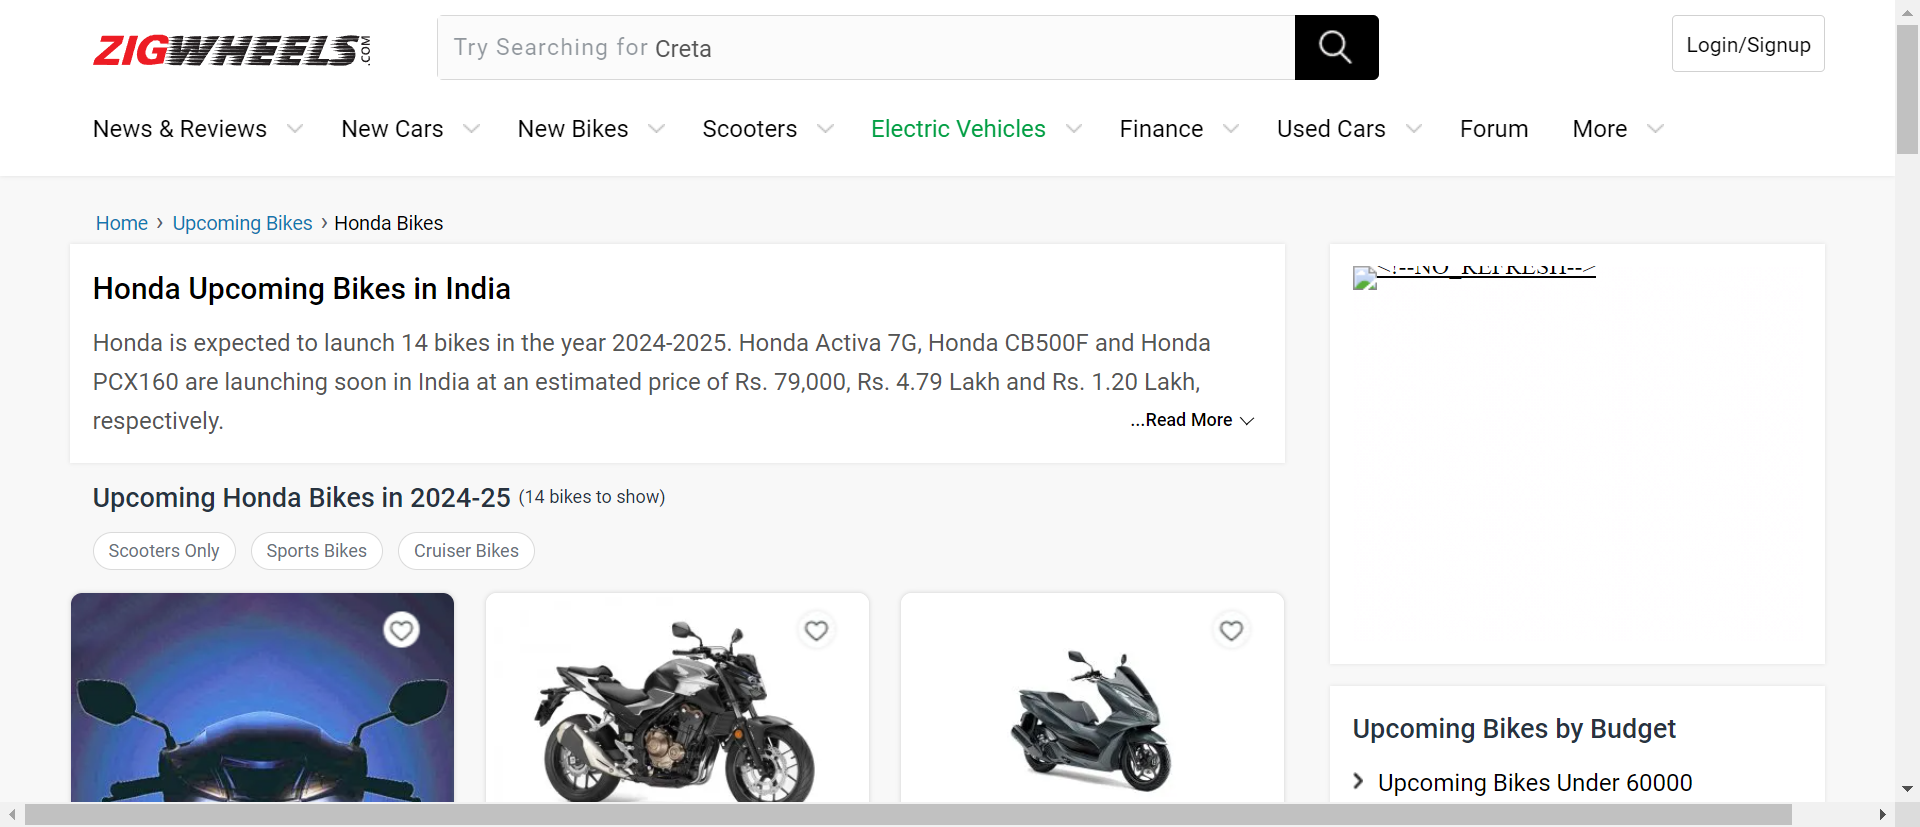 ZIGWHEELS.COM
Try Searching for Creta
Login/Signup
News & Reviews
New Cars
New Bikes
Scooters
Electric Vehicles
Finance
Used Cars
Forum
More
Home › Upcoming Bikes › Honda Bikes
Honda Upcoming Bikes in India
Honda is expected to launch 14 bikes in the year 2024-2025. Honda Activa 7G, Honda CB500F and Honda
PCX160 are launching soon in India at an estimated price of Rs. 79,000, Rs. 4.79 Lakh and Rs. 1.20 Lakh,
respectively.
...Read More
<!--NO_REFRESH-->
Upcoming Honda Bikes in 2024-25 (14 bikes to show)
Scooters Only
Sports Bikes
Cruiser Bikes
Upcoming Bikes by Budget
Upcoming Bikes Under 60000